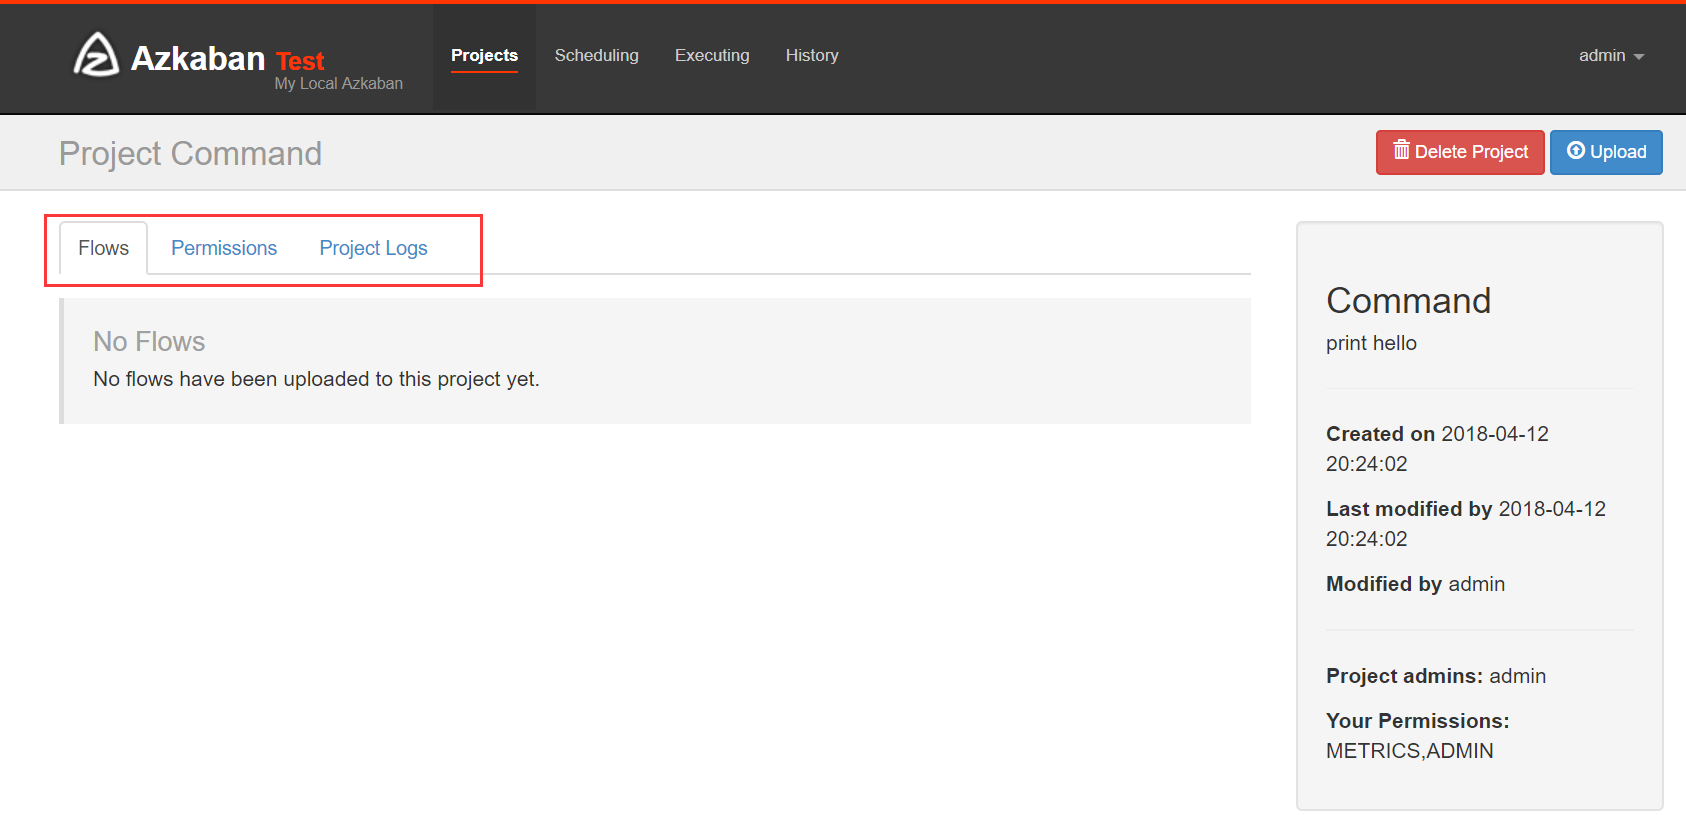 Azkaban Test
My Local Azkaban
Projects Scheduling Executing History
admin
Project Command
Delete Project Upload
Flows Permissions Project Logs
No Flows
No flows have been uploaded to this project yet.
Command
print hello
Created on 2018-04-12
20:24:02
Last modified by 2018-04-12
20:24:02
Modified by admin
Project admins: admin
Your Permissions:
METRICS,ADMIN